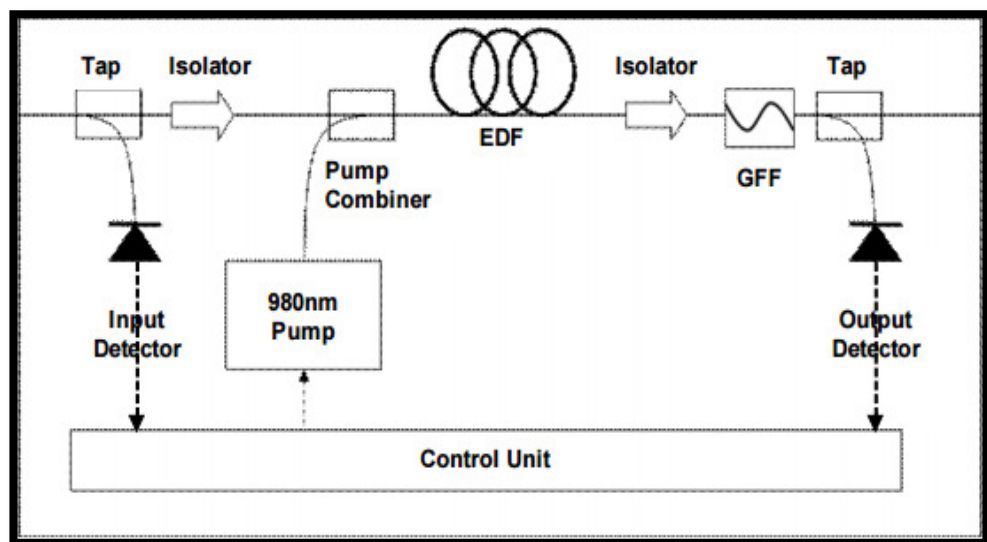 Tap
Isolator
Isolator
Tap
EDF
GFF
Pump
Combiner
980nm
Pump
Input
Detector
Output
Detector
Control Unit